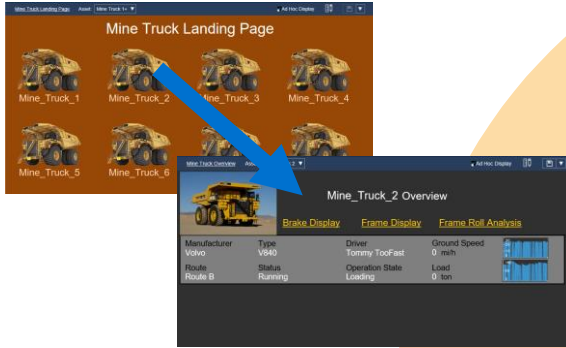 Mine Truck Landing Page Asset Mine Truck 1
Ad Hoc Display
Mine Truck Landing Page
Mine_Truck_1 Mine_Truck_2 Mine_Truck_3 Mine_Truck_4
Mine_Truck_5 Mine_Truck_6
Mine Truck Overview
Ad Hoc Display
Mine_Truck_2 Overview
Brake Display Frame Display Frame Roll Analysis
Manufacturer Type Driver Ground Speed
Volvo V840 Tommy TooFast 0 mi/h
Route Status Operation State Load
Route B Running Loading 0 ton